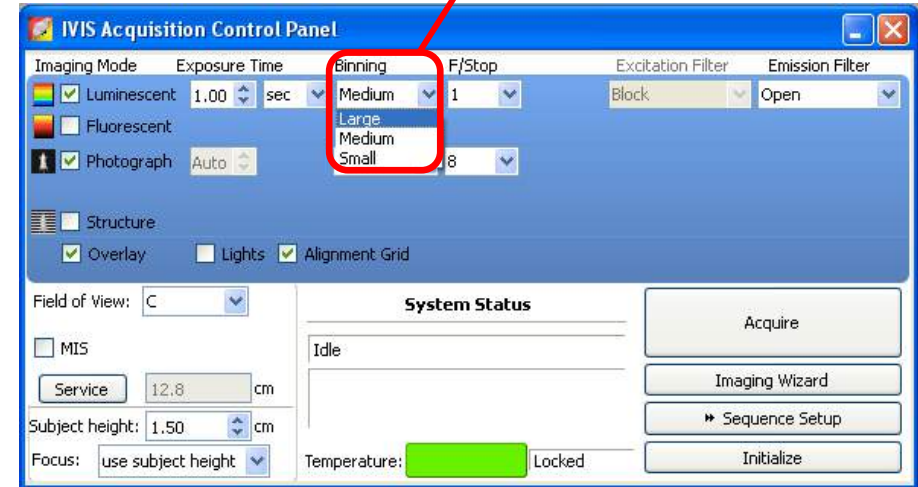 IVIS Acquisition Control Panel
Imaging Mode Exposure Time Binning F/Stop Excitation Filter Emission Filter
Luminescent 1.00 sec Medium 1 Block Open
Large
Fluorescent
Medium
Photograph Auto Small 8
Structure
Overlay Lights Alignment Grid
Field of View: C System Status Acquire
MIS Idle
Service 12.8 cm Imaging Wizard
Subject height: 1.50 cm Sequence Setup
Focus: use subject height Temperature: Locked Initialize